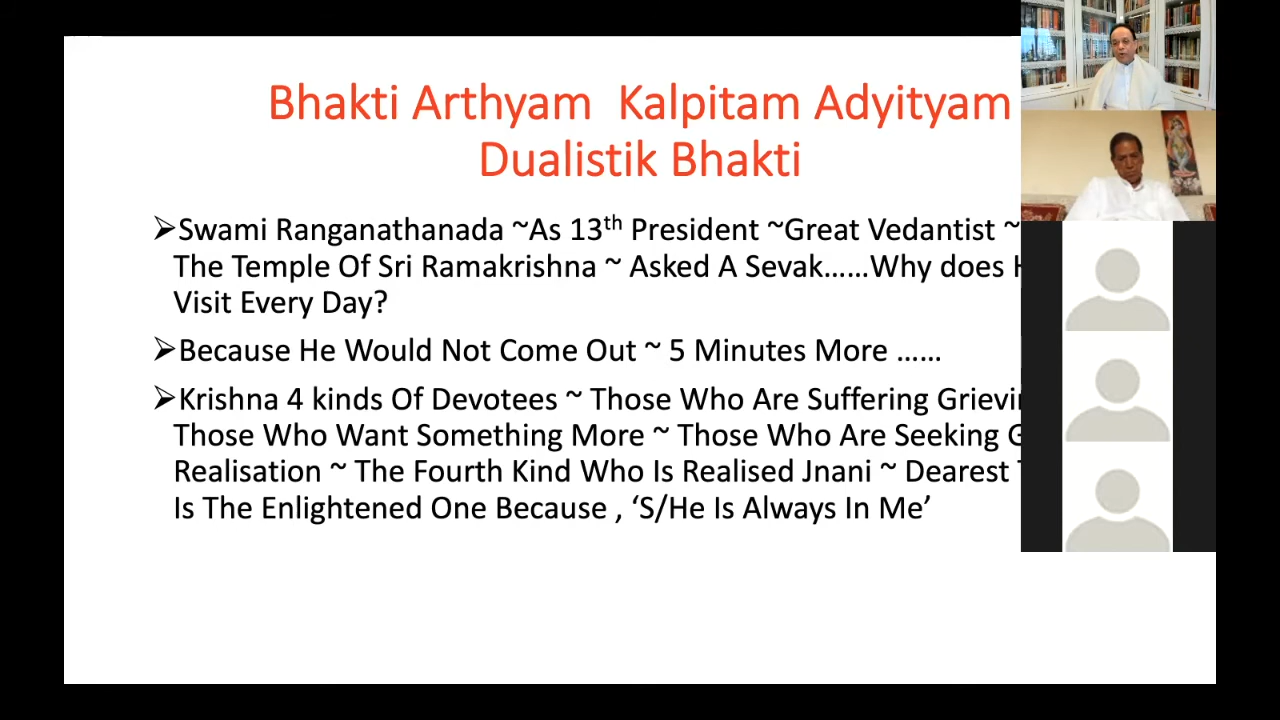 Bhakti Arthyam Kalpitam Adyityam
Dualistik Bhakti
➢Swami Ranganathanada ~As 13th President ~Great Vedantist ~
The Temple Of Sri Ramakrishna ~ Asked A Sevak……Why does
Visit Every Day?
➢Because He Would Not Come Out ~ 5 Minutes More ……
➢Krishna 4 kinds Of Devotees ~ Those Who Are Suffering
Those Who Want Something More ~ Those Who Are Seeking
Realisation ~ The Fourth Kind Who Is Realised Jnani ~ Dearest
Is The Enlightened One Because , ‘S/He Is Always In Me’